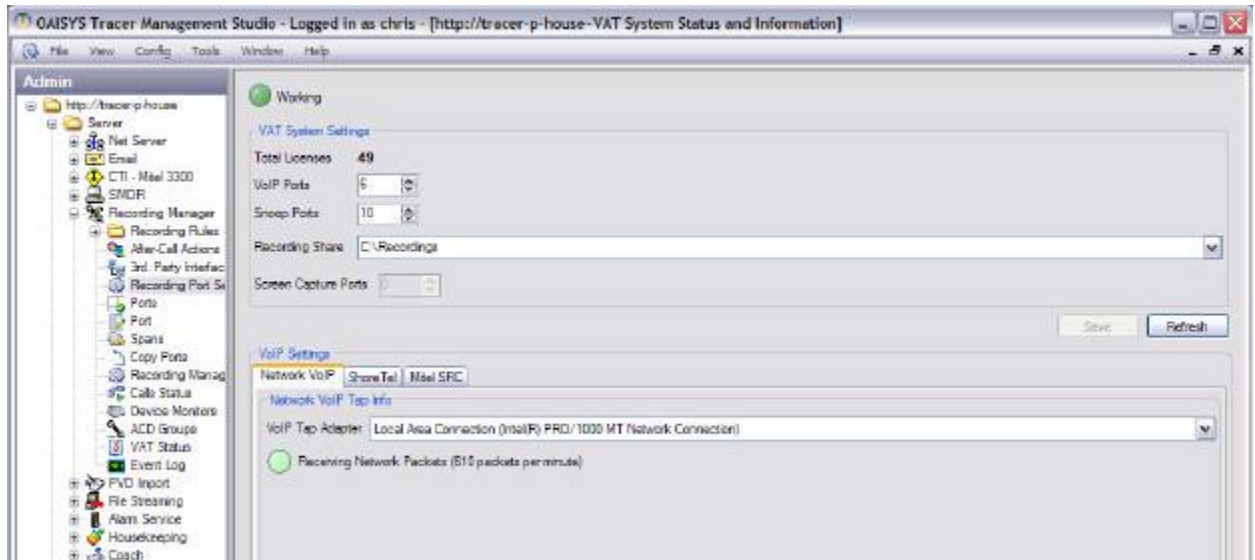 OAISYS Tracer Management Studio - Logged in as chris - [http://tracer-p-house--VAT System Status and Information]
File View Config Tools Window Help
Admin
http://tracer-p-house
Server
Net Server
Email
CTI - Mitel 3300
SMDR
Recording Manager
Recording Rules
After-Call Actions
3rd. Party Interfac
Recording Port Se
Ports
Port
Spans
Copy Ports
Recording Manag
Calls Status
Device Monitors
ACD Groups
VAT Status
Event Log
PVD Import
File Streaming
Alarm Service
Housekeeping
Coach
Working
VAT System Settings
Total Licenses 49
VoIP Ports 6
Snoop Ports 10
Recording Share C:\Recordings
Screen Capture Ports 0
Save Refresh
VoIP Settings
Network VoIP ShoreTel Mitel SRC
Network VoIP Tap Info
VoIP Tap Adapter Local Area Connection (Intel(R) PRO/1000 MT Network Connection)
Receiving Network Packets (610 packets per minute)